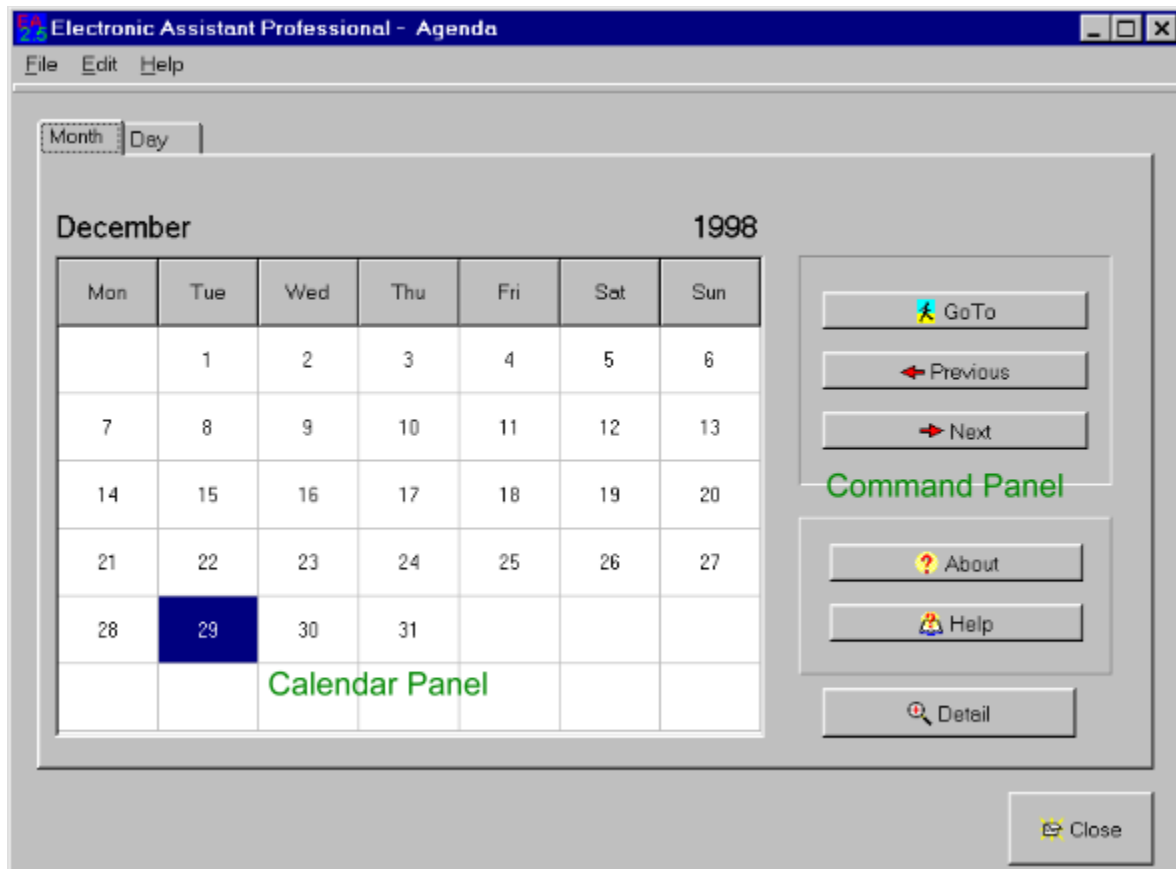 EA 2.5 Electronic Assistant Professional - Agenda
File Edit Help
Month Day
December 1998
Mon Tue Wed Thu Fri Sat Sun
1 2 3 4 5 6
7 8 9 10 11 12 13
14 15 16 17 18 19 20
21 22 23 24 25 26 27
28 29 30 31
Calendar Panel
GoTo
Previous
Next
Command Panel
About
Help
Detail
Close